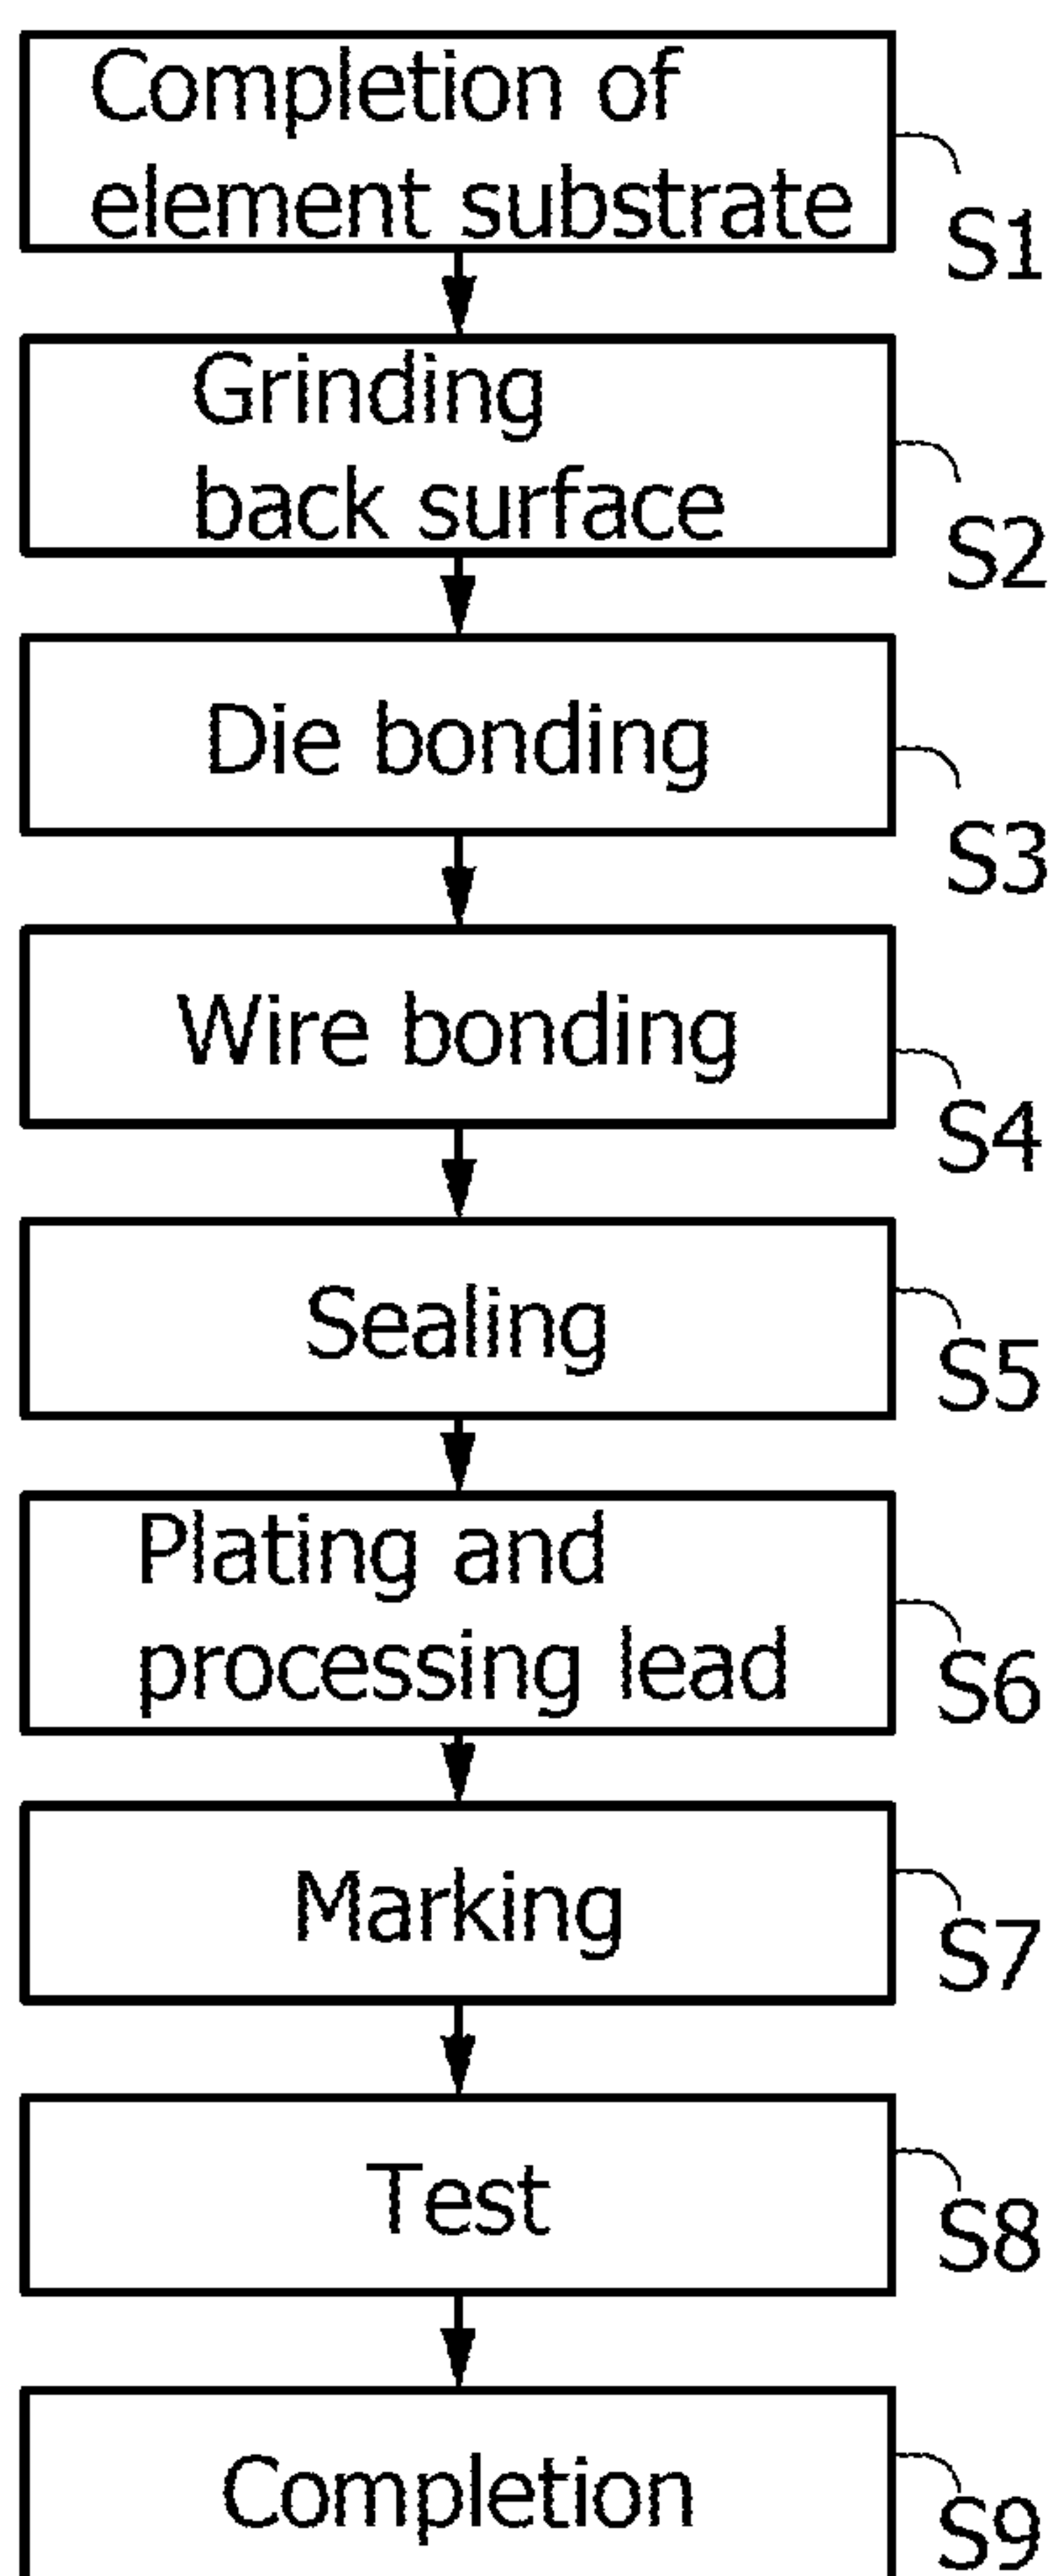 Completion of
element substrate
S1
Grinding
back surface
S2
Die bonding
S3
Wire bonding
S4
Sealing
S5
Plating and
processing lead
S6
Marking
S7
Test
S8
Completion
S9